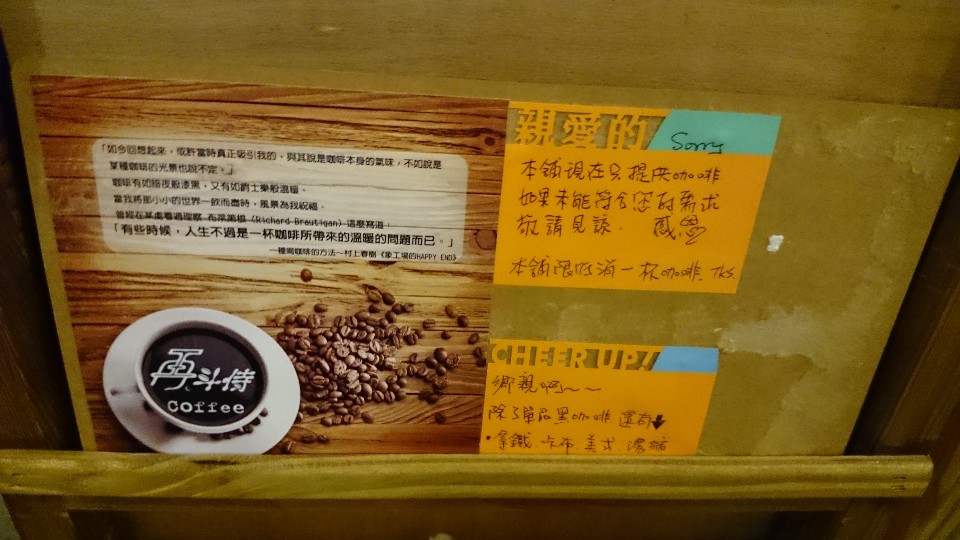 「如今回想起來，或許當時真正吸引我的，與其說是咖啡本身的氣味，不如說是
某種咖啡的光景也說不定。」
咖啡有如暗夜般漆黑，又有如爵士樂般溫暖。
當我將那小小的世界一飲而盡時，風景為我祝福。
曾經在某處看過理察·布萊第根（Richard Brautigan）這麼寫道：
「有些時候，人生不過是一杯咖啡所帶來的溫暖的問題而已。」
—種喝咖啡的方法～村上春樹《象工場的HAPPY END》
再斗侍
Coffee
親愛的
Sorry
本舖現在只提供咖啡
如果未能符合您的需求
敬請見諒. 感恩
本舖限低消一杯咖啡. Tks.
CHEER UP!
鄉親啊~~
除了單品黑咖啡 還有↓
·拿鐵 卡布 美式 濃縮